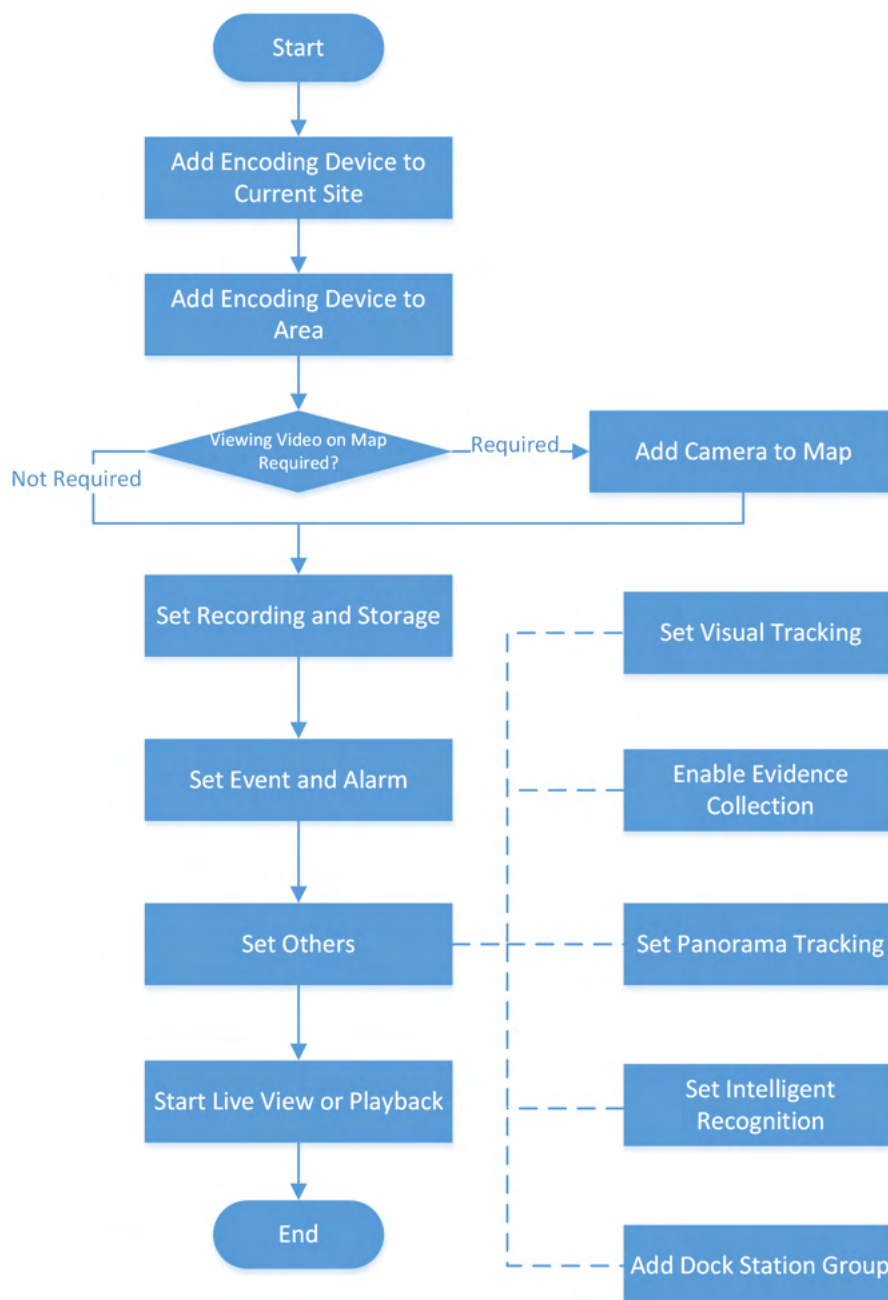 Start
Add Encoding Device to
Current Site
Add Encoding Device to
Area
Viewing Video on Map
Required?
Required
Add Camera to Map
Not Required
Set Recording and Storage
Set Visual Tracking
Set Event and Alarm
Enable Evidence
Collection
Set Others
Set Panorama Tracking
Start Live View or Playback
Set Intelligent
Recognition
End
Add Dock Station Group